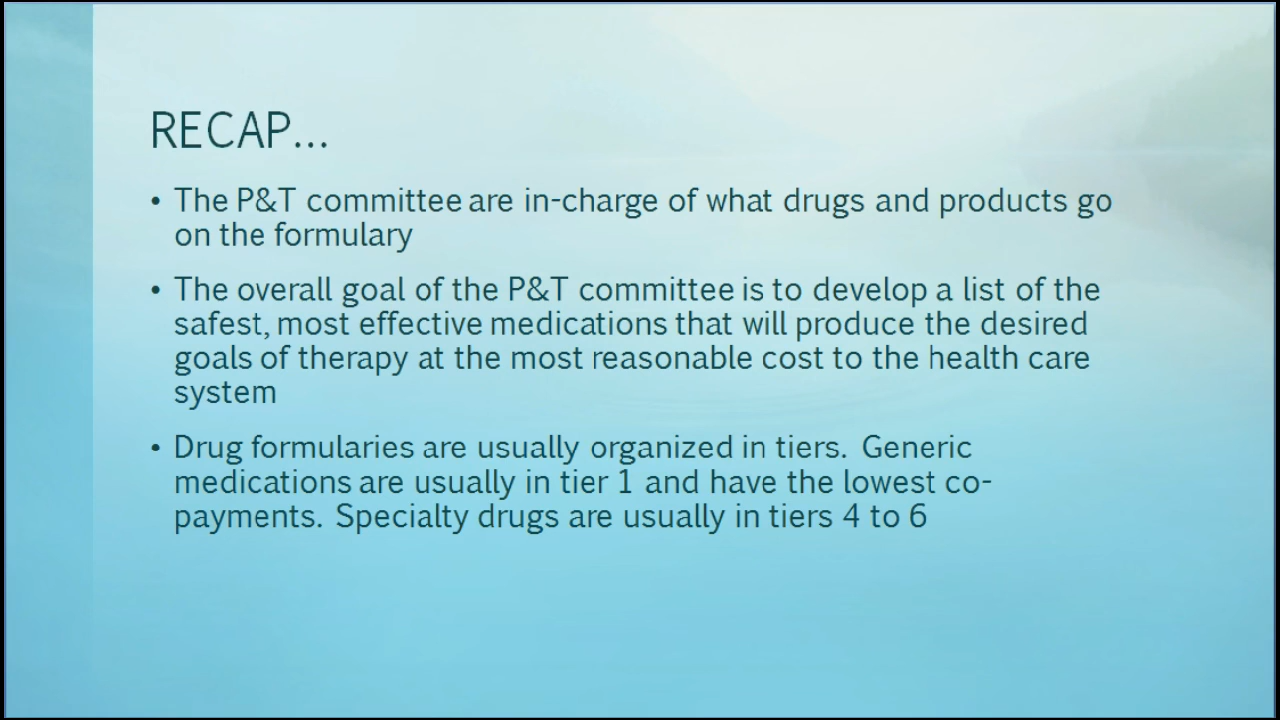 RECAP...
• The P&T committee are in-charge of what drugs and products go
on the formulary
• The overall goal of the P&T committee is to develop a list of the
safest, most effective medications that will produce the desired
goals of therapy at the most reasonable cost to the health care
system
• Drug formularies are usually organized in tiers.  Generic
medications are usually in tier 1 and have the lowest co-
payments.  Specialty drugs are usually in tiers 4 to 6